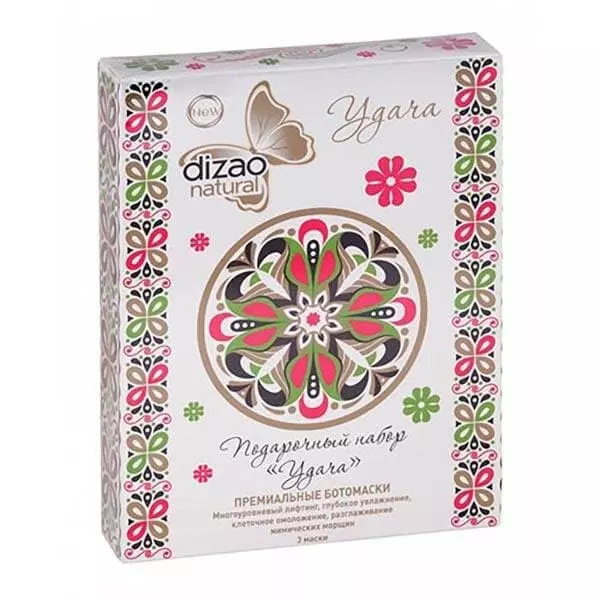 New
Удача
dizao
natural
Подарочный набор
«Удача»
ПРЕМИАЛЬНЫЕ БОТОМАСКИ
Многоуровневый лифтинг, глубокое увлажнение,
клеточное омоложение, разглаживание
мимических морщин
3 маски